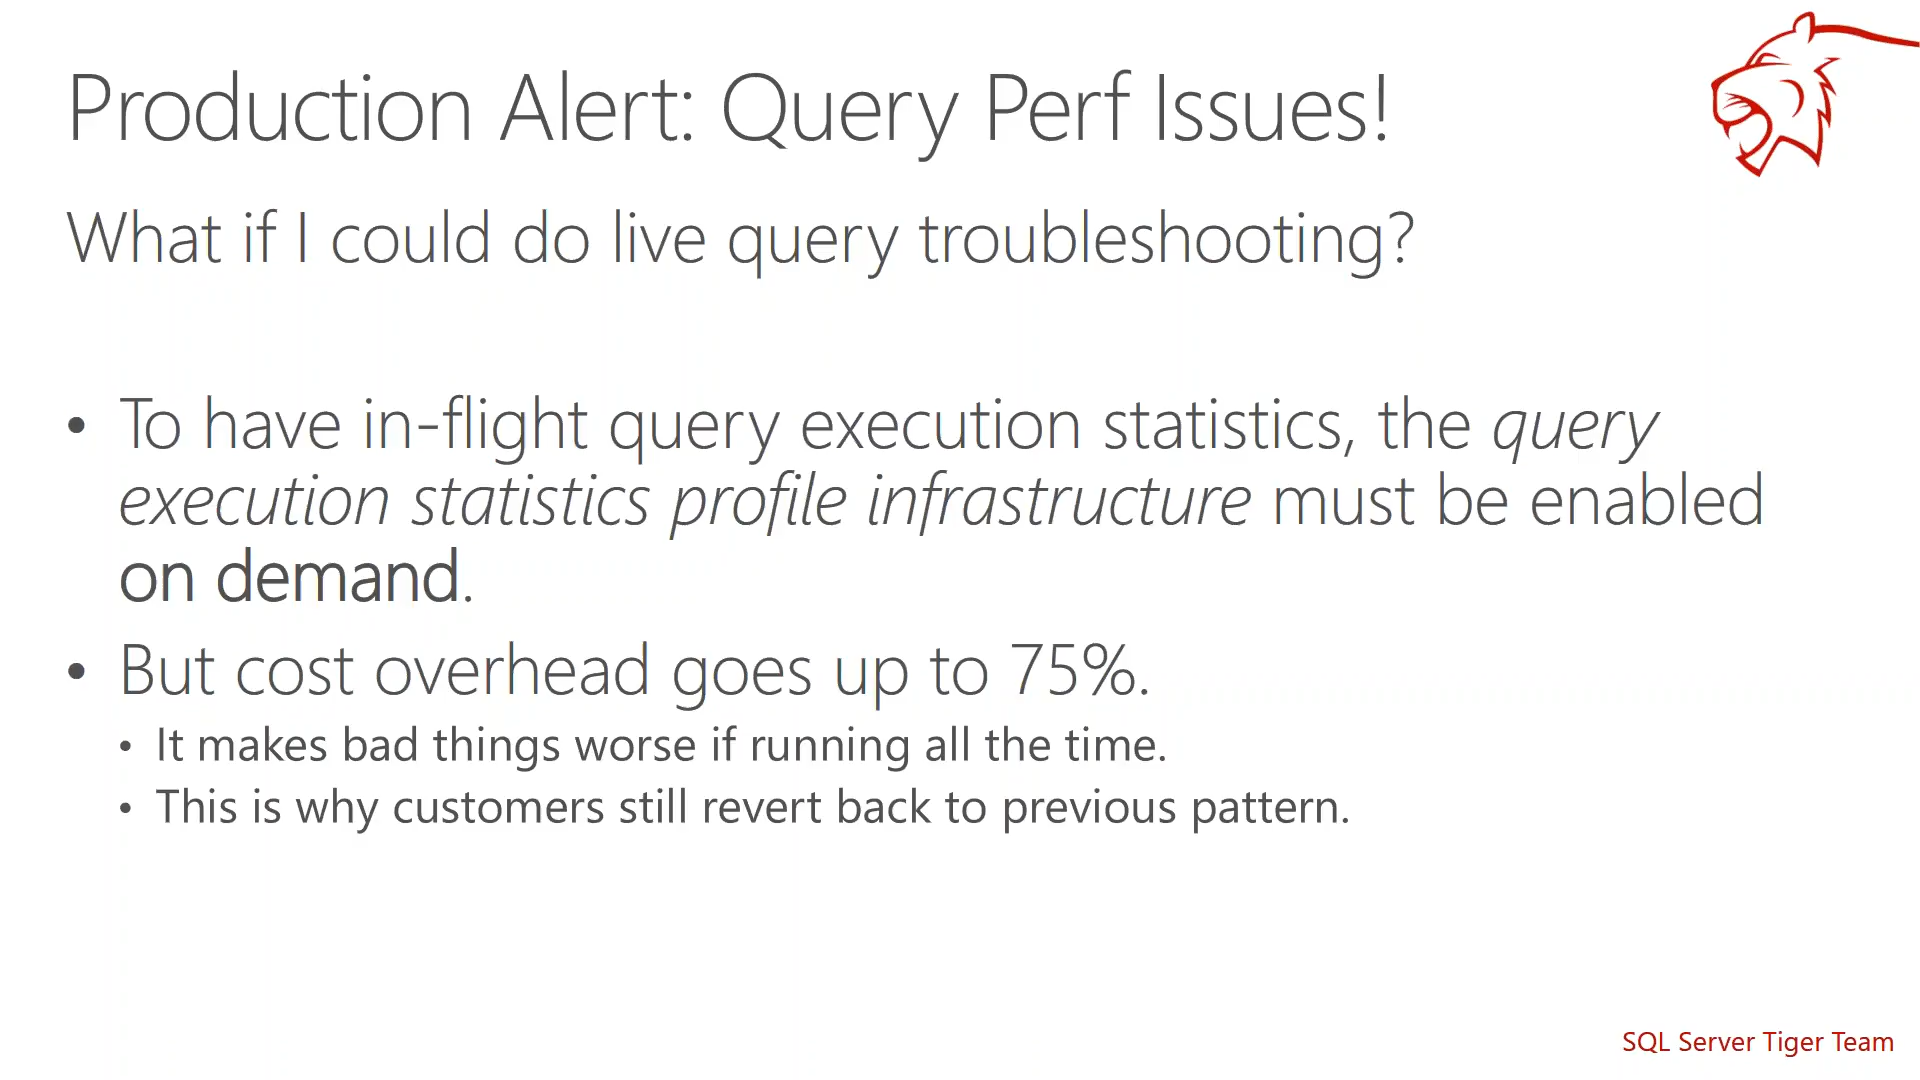 Production Alert: Query Perf Issues!
What if I could do live query troubleshooting?
• To have in-flight query execution statistics, the query
execution statistics profile infrastructure must be enabled
on demand.
• But cost overhead goes up to 75%.
• It makes bad things worse if running all the time.
• This is why customers still revert back to previous pattern.
SQL Server Tiger Team